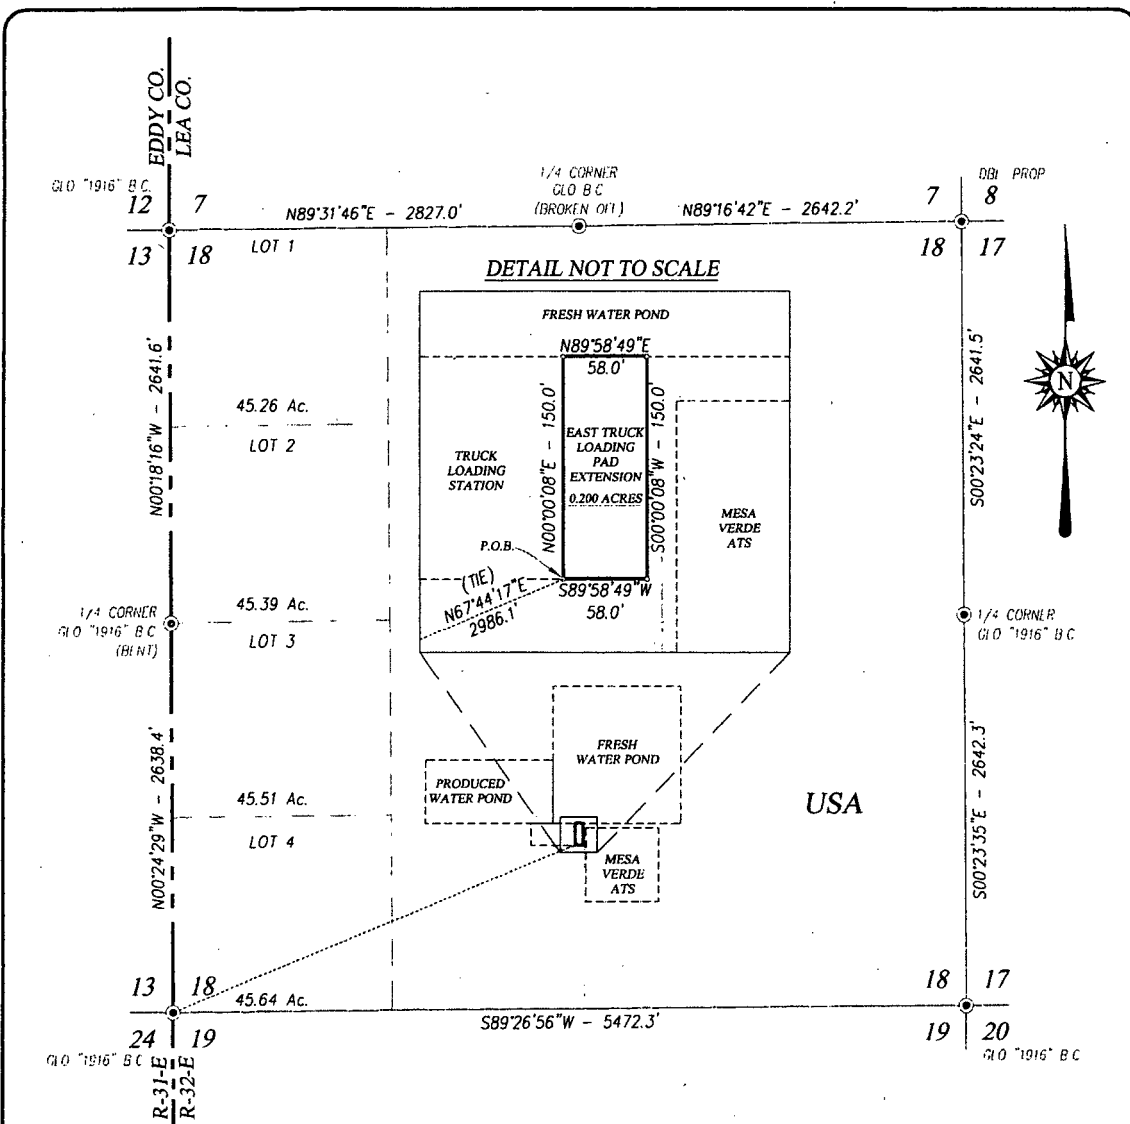 EDDY CO.
LEA CO.
GLO "1916" B.C.
12
7
13
18
N89°31'46"E - 2827.0'
LOT 1
1/4 CORNER
GLO B C
(BROKEN OFF)
N89°16'42"E - 2642.2'
DBL PROP
7
8
18
17
DETAIL NOT TO SCALE
FRESH WATER POND
N89°58'49"E
58.0'
N00°00'08"E - 150.0'
S00°00'08"W - 150.0'
EAST TRUCK
LOADING
PAD
EXTENSION
0.200 ACRES
TRUCK
LOADING
STATION
MESA
VERDE
ATS
P.O.B.
(TIE)
N67°44'17"E
2986.1'
S89°58'49"W
58.0'
N
N00°18'16"W - 2641.6'
45.26 Ac.
LOT 2
S00°23'24"E - 2641.5'
1/4 CORNER
GLO "1916" B C
(BENT)
45.39 Ac.
LOT 3
1/4 CORNER
GLO "1916" B C
N00°24'29"W - 2638.4'
45.51 Ac.
LOT 4
PRODUCED
WATER POND
FRESH
WATER POND
MESA
VERDE
ATS
USA
S00°23'35"E - 2642.3'
13
18
24
19
45.64 Ac.
S89°26'56"W - 5472.3'
18
17
19
20
GLO "1916" B C
GLO "1916" B C
R-31-E
R-32-E